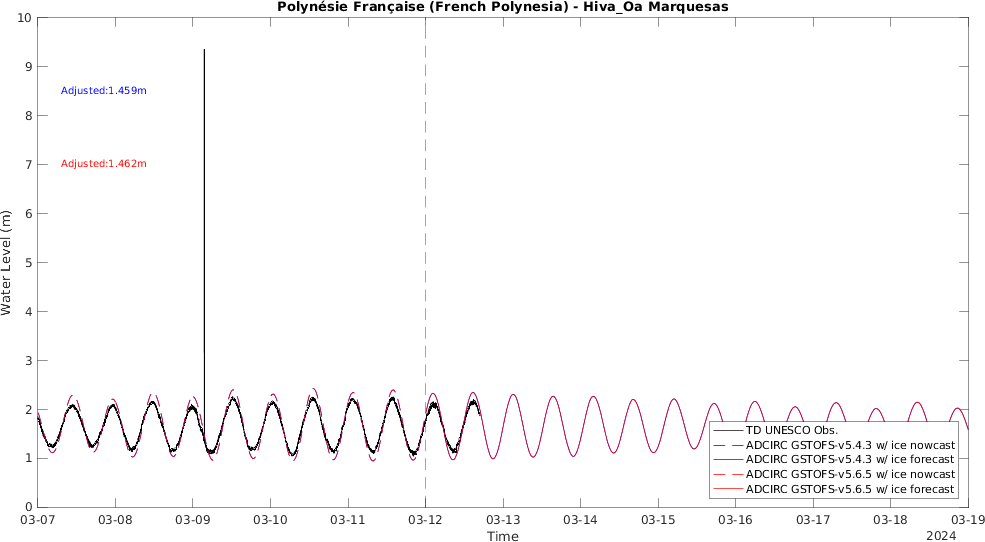 Polynésie Française (French Polynesia) - Hiva_Oa Marquesas
10
9
8
7
6
5
4
3
2
1
0
Water Level (m)
Adjusted:1.459m
Adjusted:1.462m
TD UNESCO Obs.
ADCIRC GSTOFS-v5.4.3 w/ ice nowcast
ADCIRC GSTOFS-v5.4.3 w/ ice forecast
ADCIRC GSTOFS-v5.6.5 w/ ice nowcast
ADCIRC GSTOFS-v5.6.5 w/ ice forecast
03-07 03-08 03-09 03-10 03-11 03-12 03-13 03-14 03-15 03-16 03-17 03-18 03-19
Time
2024